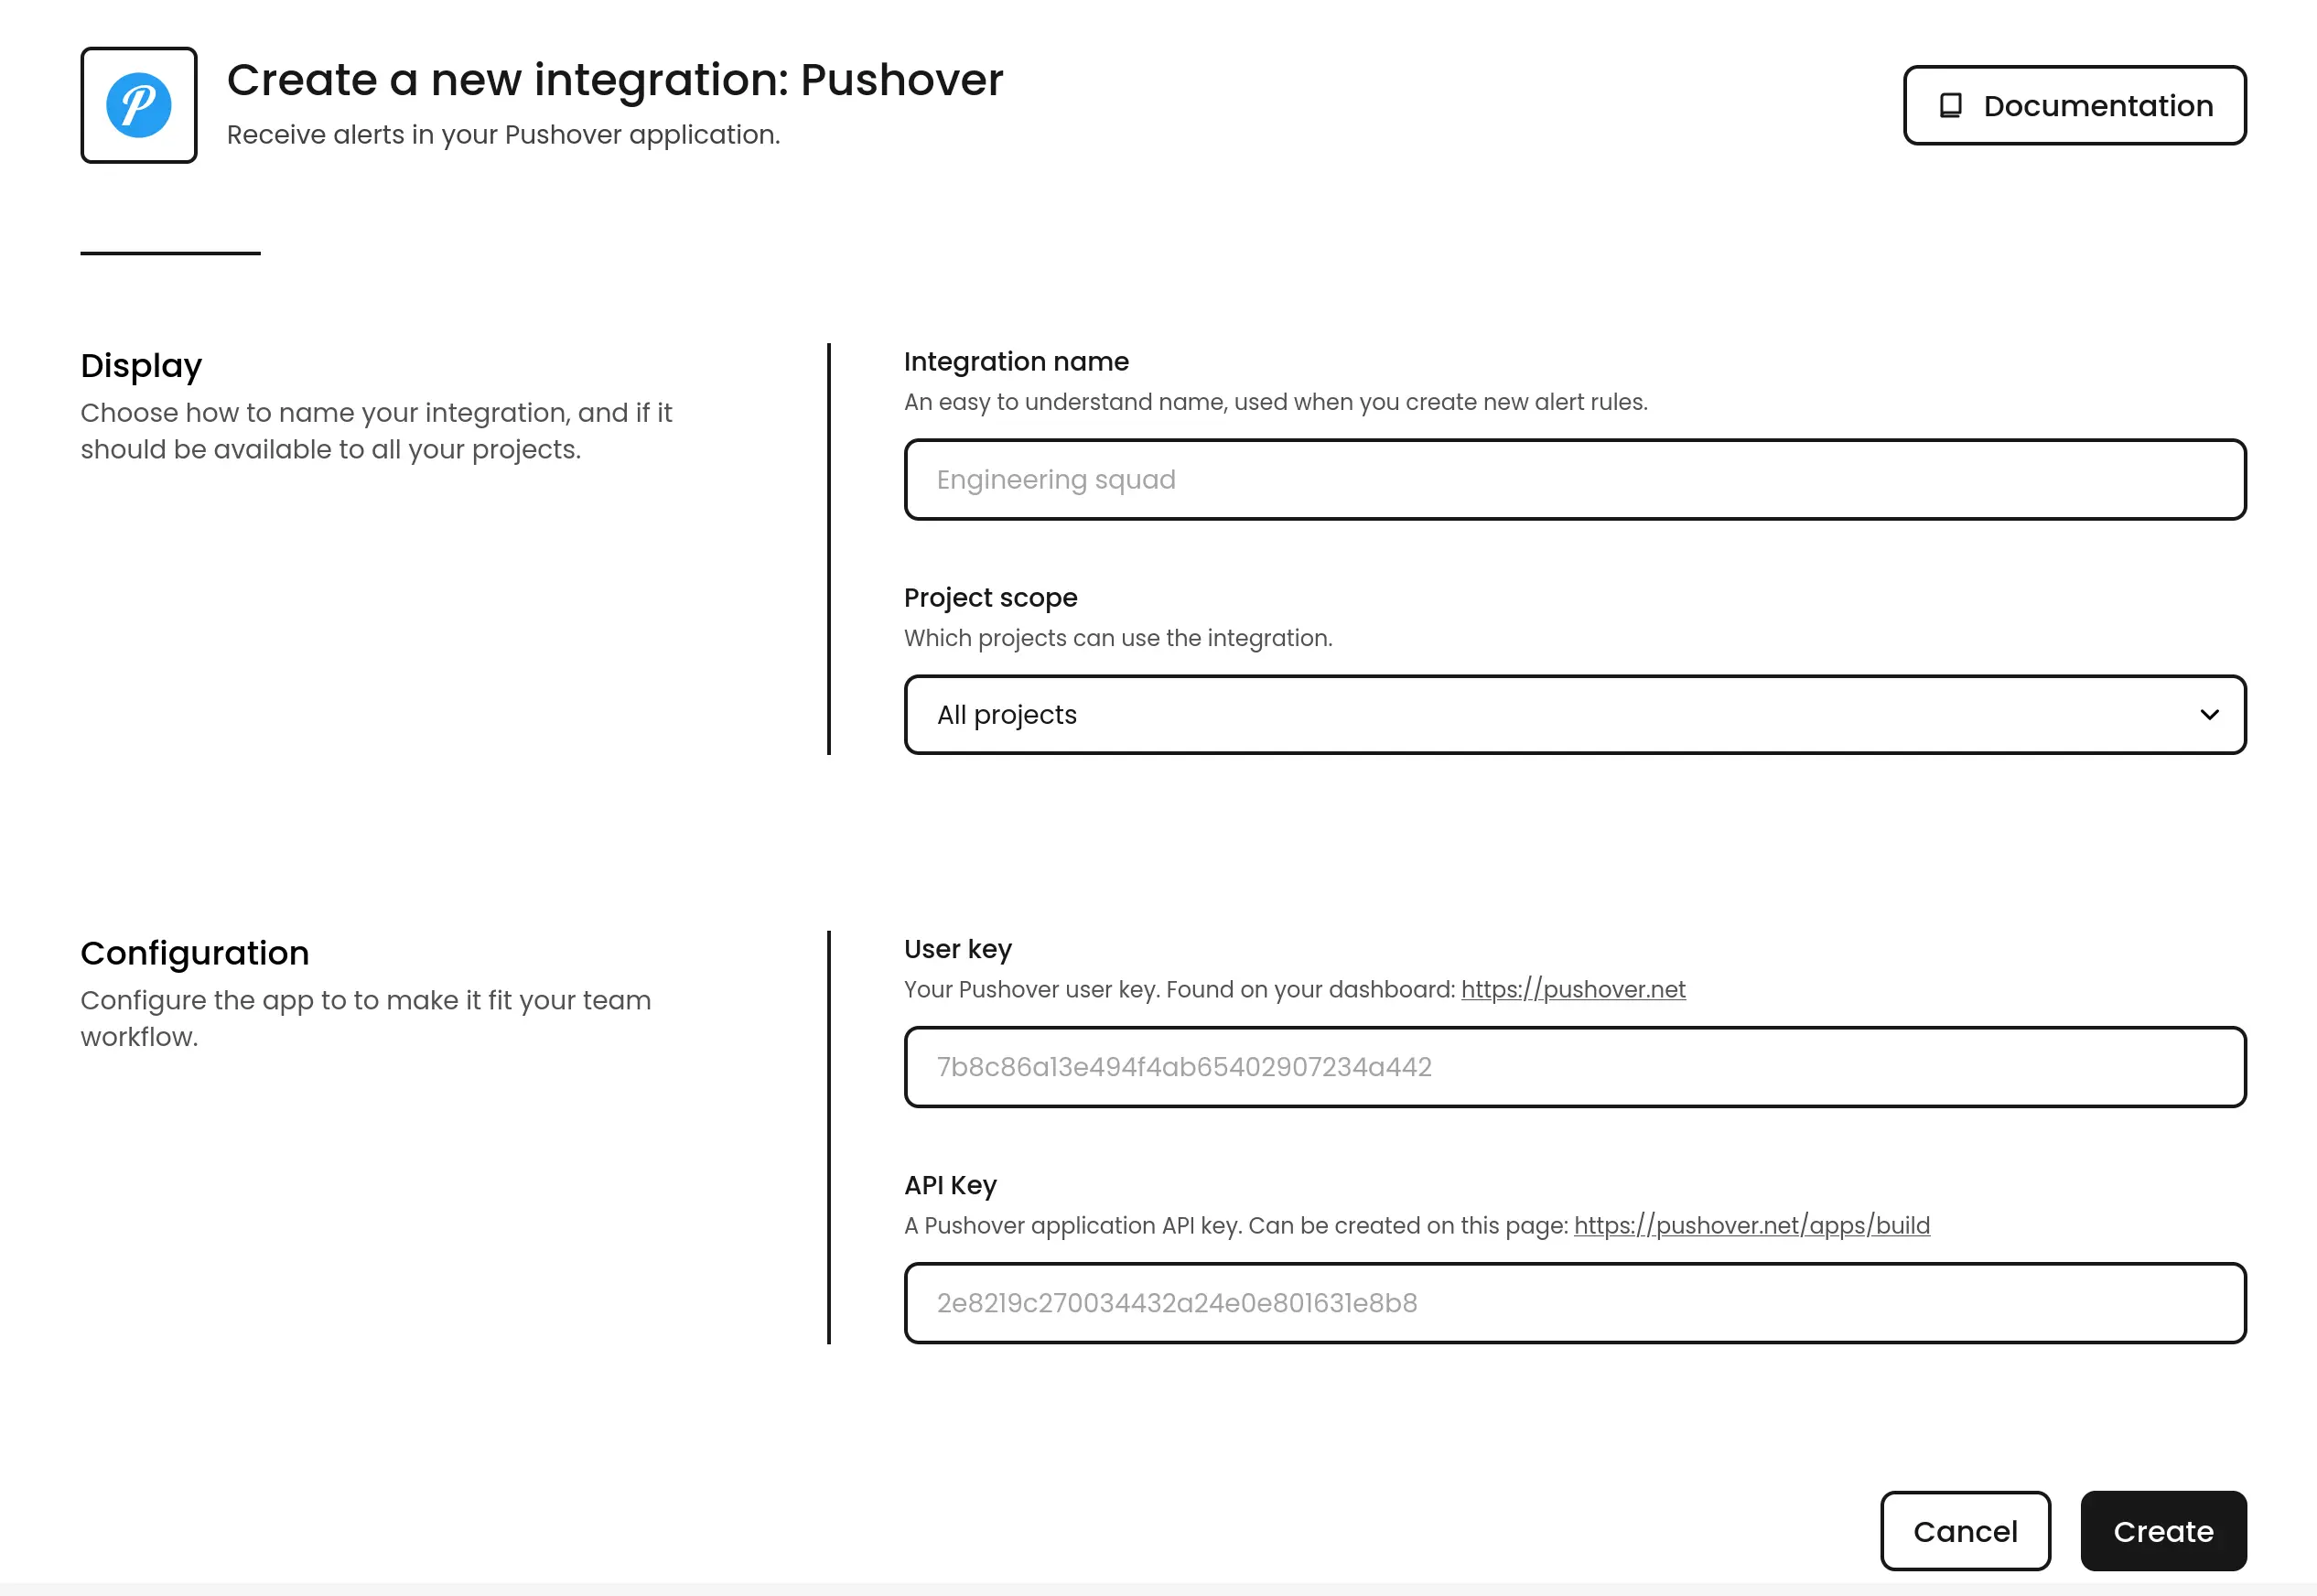 Create a new integration: Pushover
Receive alerts in your Pushover application.
Documentation
Display
Choose how to name your integration, and if it
should be available to all your projects.
Integration name
An easy to understand name, used when you create new alert rules.
Engineering squad
Project scope
Which projects can use the integration.
All projects
Configuration
Configure the app to to make it fit your team
workflow.
User key
Your Pushover user key. Found on your dashboard: https://pushover.net
7b8c86a13e494f4ab65402907234a442
API Key
A Pushover application API key. Can be created on this page: https://pushover.net/apps/build
2e8219c270034432a24e0e801631e8b8
Cancel
Create